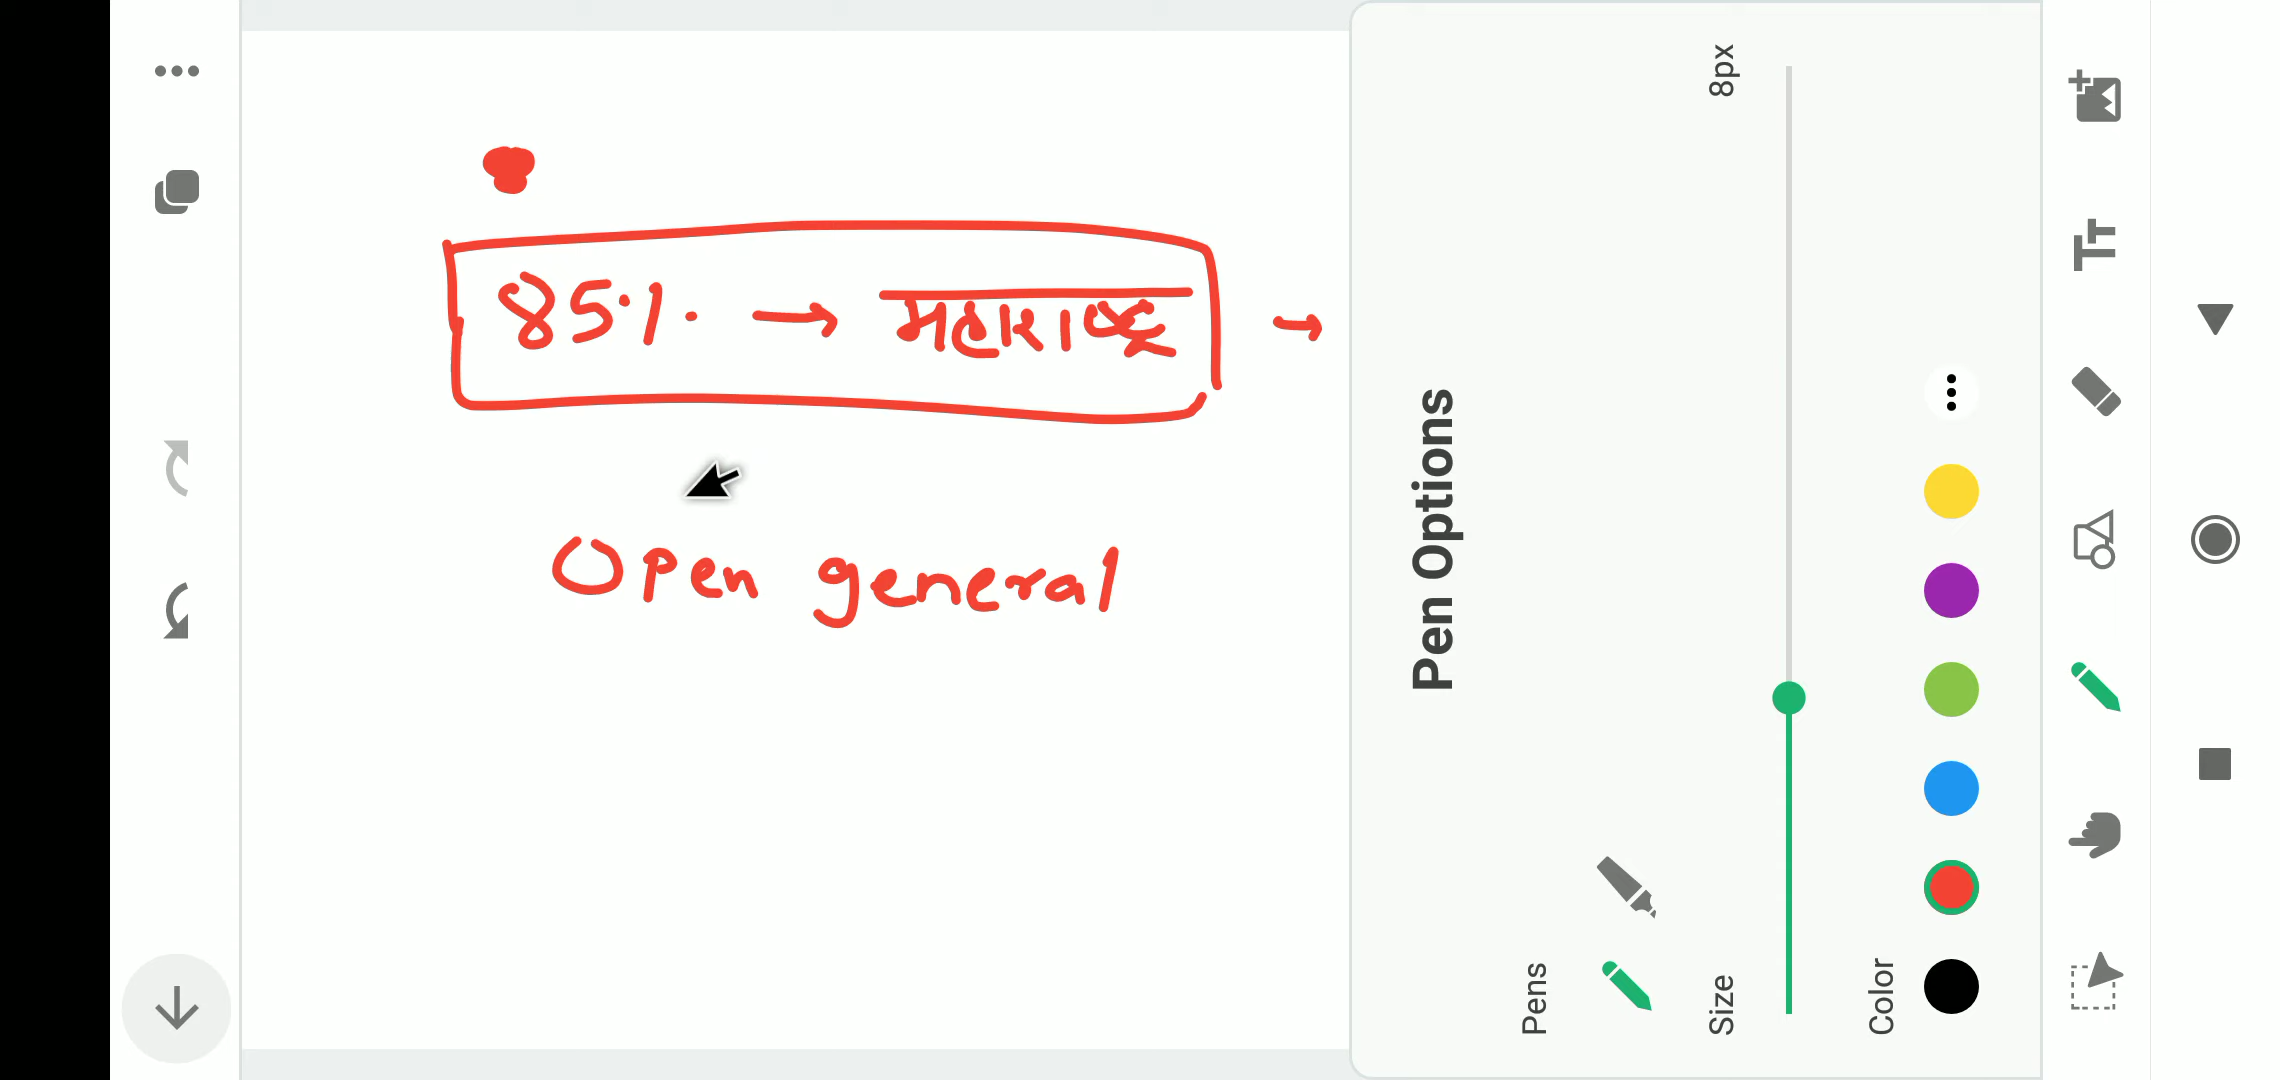 85% → महाराष्ट्र →
Open general
Pen Options
Pens
Size
8px
Color